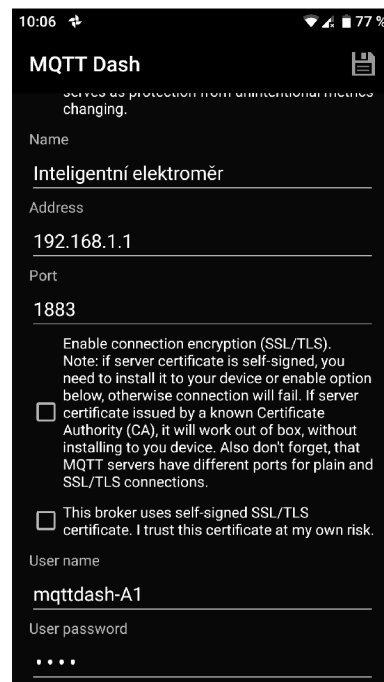 10:06 77 %
MQTT Dash
serves as protection from unintentional metrics
changing.
Name
Inteligentní elektroměr
Address
192.168.1.1
Port
1883
Enable connection encryption (SSL/TLS).
Note: if server certificate is self-signed, you
need to install it to your device or enable option
below, otherwise connection will fail. If server
certificate issued by a known Certificate
Authority (CA), it will work out of box, without
installing to you device. Also don't forget, that
MQTT servers have different ports for plain and
SSL/TLS connections.
This broker uses self-signed SSL/TLS
certificate. I trust this certificate at my own risk.
User name
mqttdash-A1
User password
••••